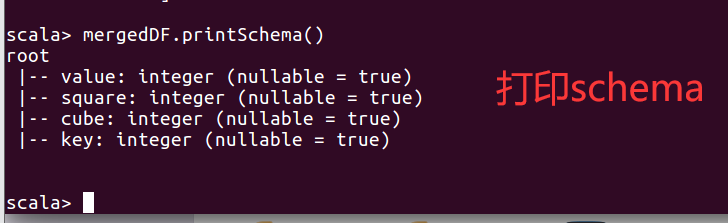 scala> mergedDF.printSchema()
root
 |-- value: integer (nullable = true)
 |-- square: integer (nullable = true)
 |-- cube: integer (nullable = true)
 |-- key: integer (nullable = true)
打印schema
scala>